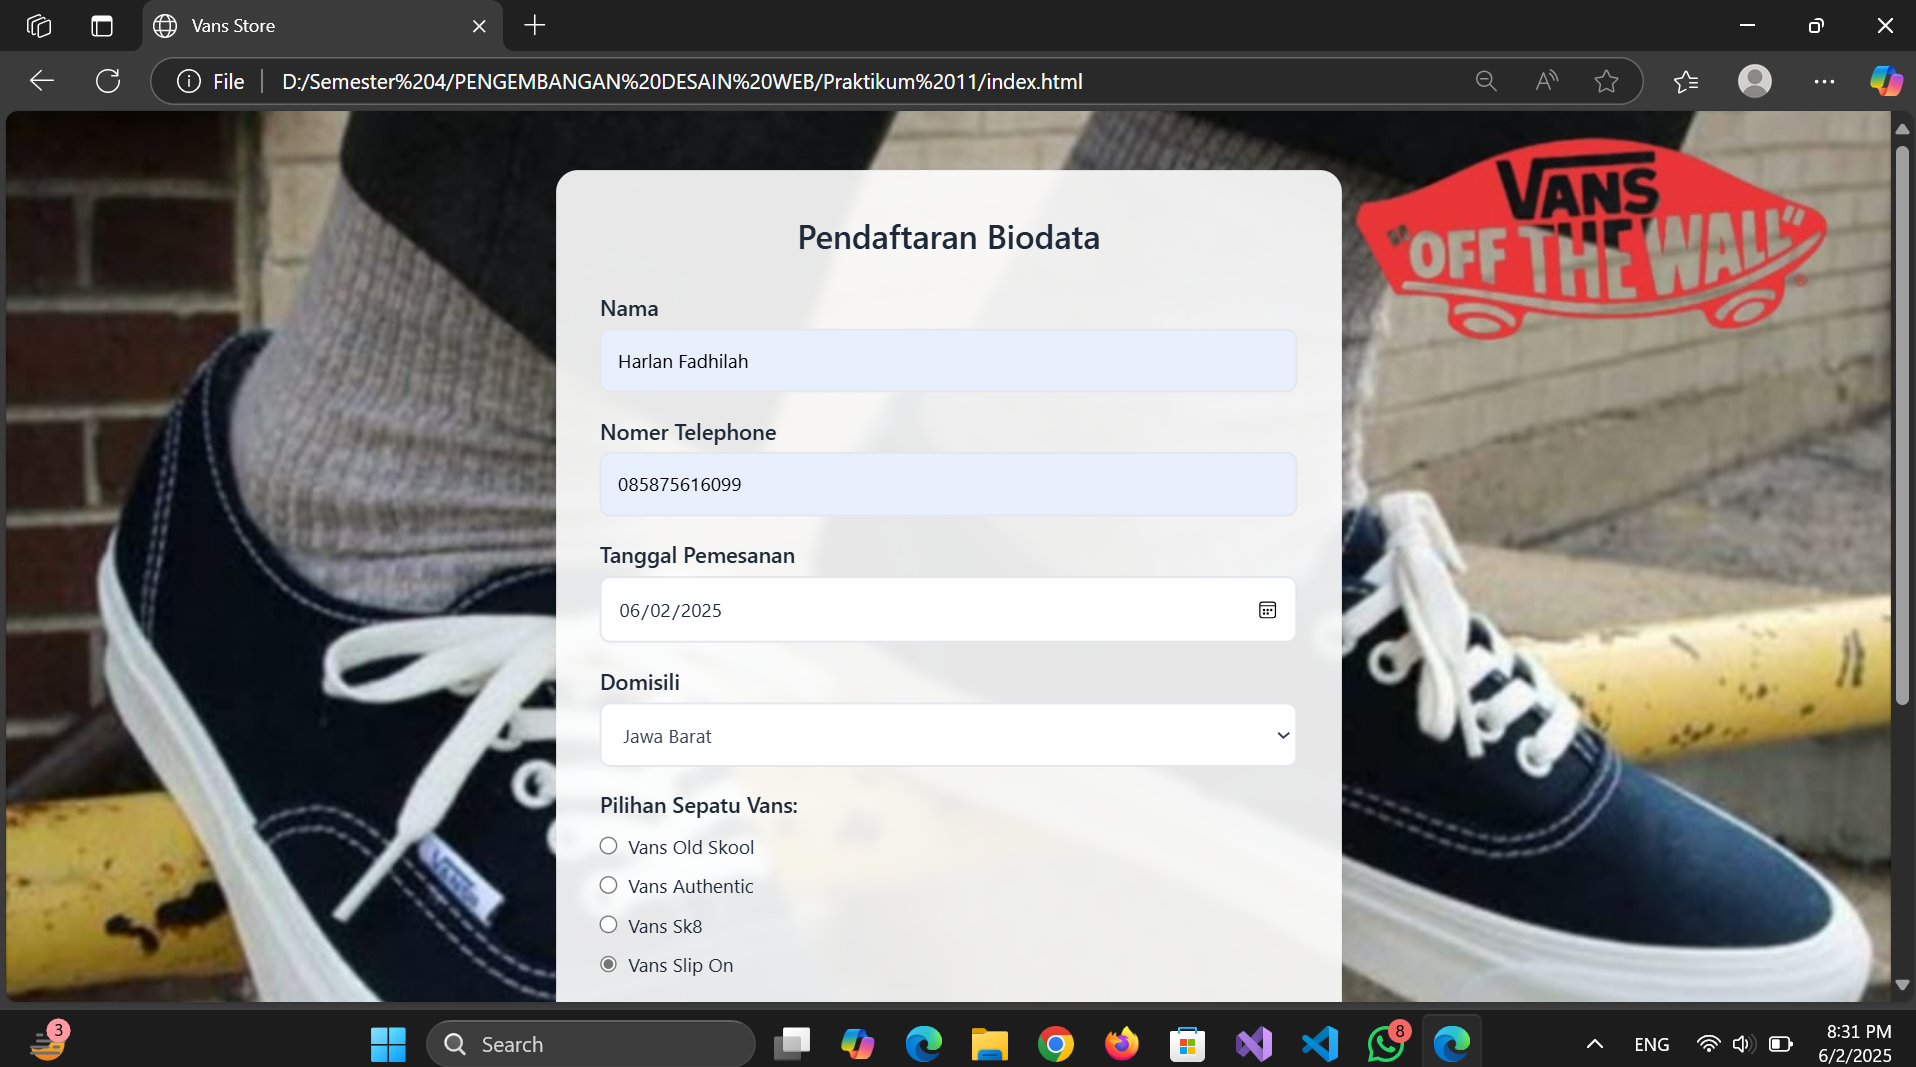 Vans Store
File
D:/Semester%204/PENGEMBANGAN%20DESAIN%20WEB/Praktikum%2011/index.html
VANS
"OFF THE WALL"
®
Pendaftaran Biodata
Nama
Harlan Fadhilah
Nomer Telephone
085875616099
Tanggal Pemesanan
06/02/2025
Domisili
Jawa Barat
Pilihan Sepatu Vans:
Vans Old Skool
Vans Authentic
Vans Sk8
Vans Slip On
VANS
3
Search
8
ENG
8:31 PM
6/2/2025